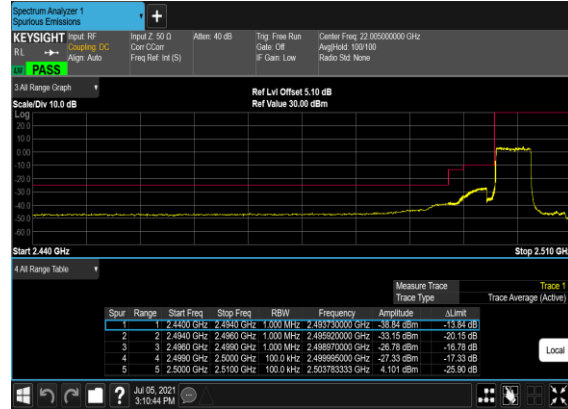 Spectrum Analyzer 1
Spurious Emissions
KEYSIGHT Input: RF Input Z: 50 Ω Atten: 40 dB Trig: Free Run Center Freq: 22.005000000 GHz
RL Coupling: DC Corr CCorr Gate: Off Avg|Hold: 100/100
Align: Auto Freq Ref: Int (S) IF Gain: Low Radio Std: None
LM PASS
3 All Range Graph
Ref Lvl Offset 5.10 dB
Scale/Div 10.0 dB Ref Value 30.00 dBm
Log
20.0
10.0
0.00
-10.0
-20.0
-30.0
-40.0
-50.0
-60.0
Start 2.440 GHz Stop 2.510 GHz
4 All Range Table
Measure Trace Trace 1
Trace Type Trace Average (Active)
Spur Range Start Freq Stop Freq RBW Frequency Amplitude ΔLimit
1 1 2.4400 GHz 2.4940 GHz 1.000 MHz 2.493730000 GHz -38.84 dBm -13.84 dB
2 2 2.4940 GHz 2.4960 GHz 1.000 MHz 2.495920000 GHz -33.15 dBm -20.15 dB
3 3 2.4960 GHz 2.4990 GHz 1.000 MHz 2.498970000 GHz -26.78 dBm -16.78 dB
4 4 2.4990 GHz 2.5000 GHz 100.0 kHz 2.499995000 GHz -27.33 dBm -17.33 dB
5 5 2.5000 GHz 2.5100 GHz 100.0 kHz 2.503783333 GHz 4.101 dBm -25.90 dB
Local
Jul 05, 2021
3:10:44 PM